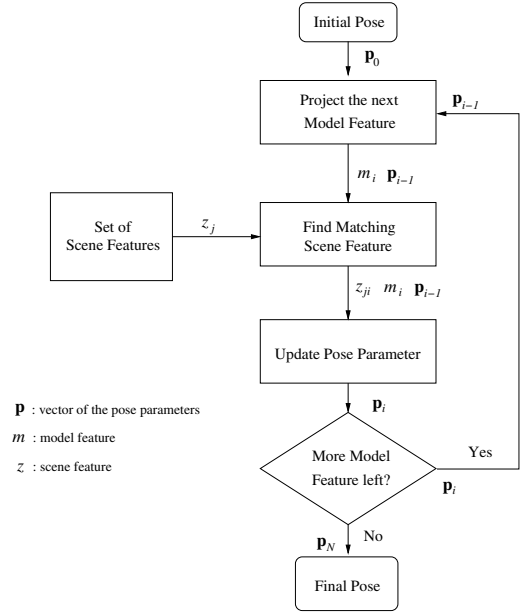 Initial Pose
p0
Project the next
Model Feature
pi−1
mi pi−1
Set of
Scene Features
zj
Find Matching
Scene Feature
zji mi pi−1
Update Pose Parameter
pi
p : vector of the pose parameters
m : model feature
z : scene feature
More Model
Feature left?
Yes
pi
pN No
Final Pose